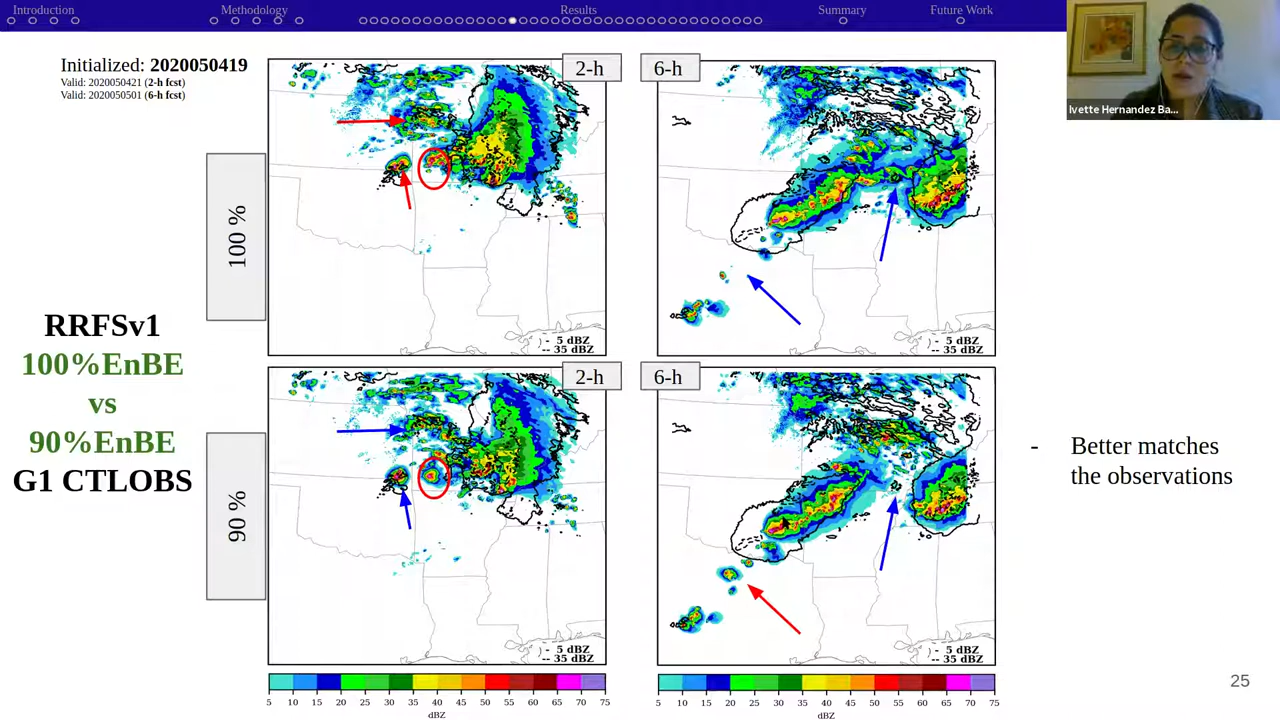 Introduction Methodology Results Summary Future Work
Initialized: 2020050419
Valid: 2020050421 (2-h fcst)
Valid: 2020050501 (6-h fcst)
2-h
6-h
100 %
- 5 dBZ
-- 35 dBZ
- 5 dBZ
-- 35 dBZ
RRFSv1
100%EnBE
vs
90%EnBE
G1 CTLOBS
2-h
6-h
90 %
- 5 dBZ
-- 35 dBZ
- 5 dBZ
-- 35 dBZ
5 10 15 20 25 30 35 40 45 50 55 60 65 70 75
dBZ
5 10 15 20 25 30 35 40 45 50 55 60 65 70 75
dBZ
- Better matches
the observations
25
Ivette Hernandez Ba...